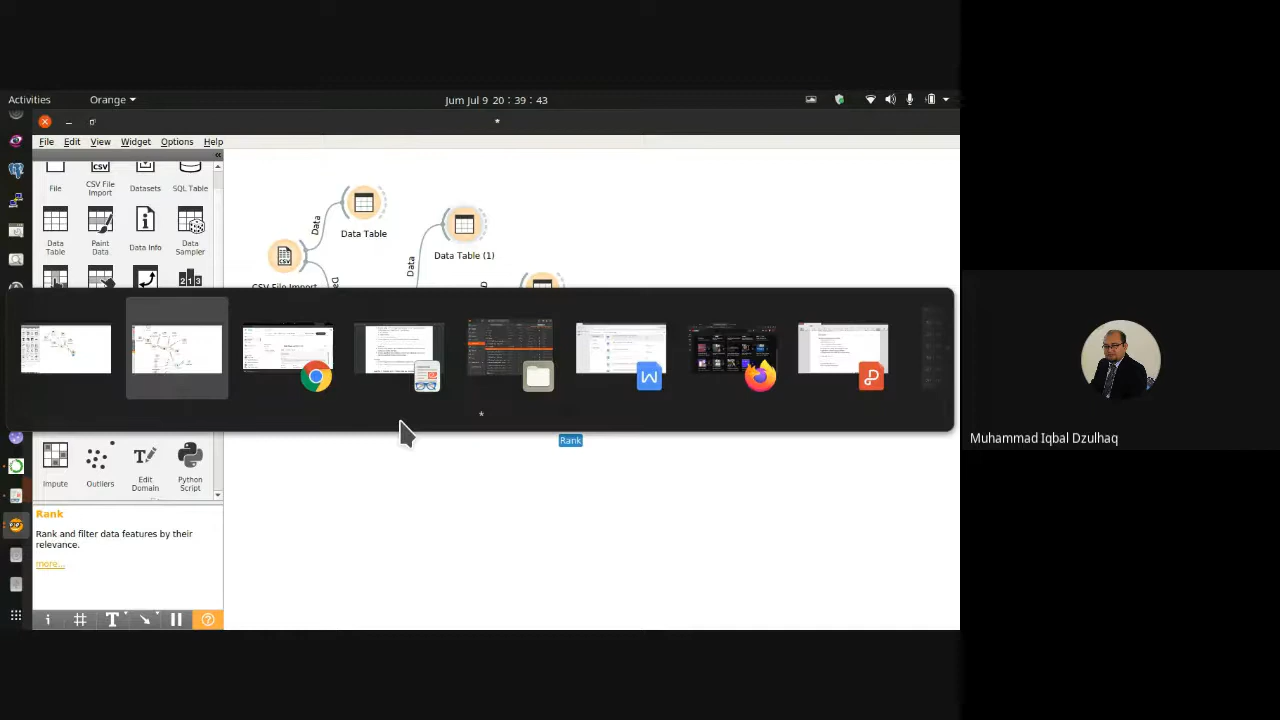 Activities
Orange
Jum Jul 9 20 : 39 : 43
*
File Edit View Widget Options Help
File
CSV File
Import
Datasets
SQL Table
Data
Table
Paint
Data
Data Info
Data
Sampler
Data
Data Table
Data
Data Table (1)
CSV File Import
*
Rank
Impute
Outliers
Edit
Domain
Python
Script
Rank
Rank and filter data features by their
relevance.
more...
Muhammad Iqbal Dzulhaq